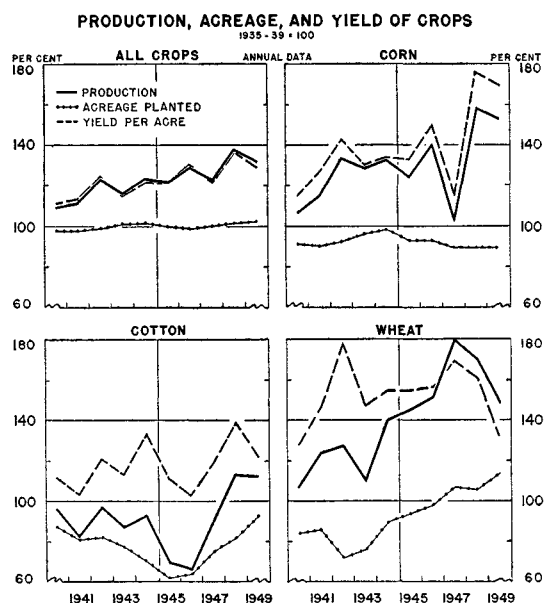 PRODUCTION, ACREAGE, AND YIELD OF CROPS
1935-39 = 100
PER CENT ALL CROPS ANNUAL DATA CORN PER CENT
180 180
PRODUCTION
ACREAGE PLANTED
YIELD PER ACRE
140 140
100 100
60 60
COTTON WHEAT
180 180
140 140
100 100
60 60
1941 1943 1945 1947 1949 1941 1943 1945 1947 1949